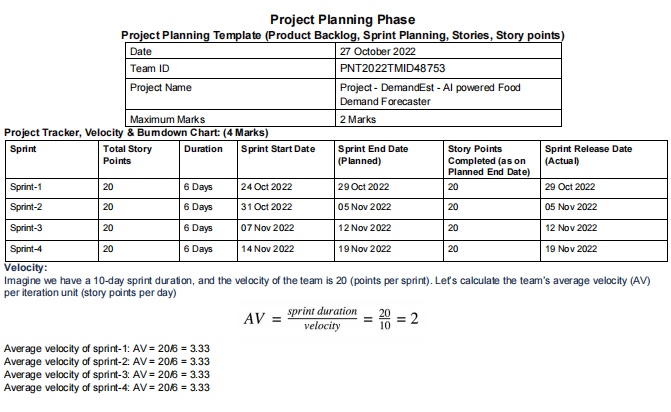 Project Planning Phase
Project Planning Template (Product Backlog, Sprint Planning, Stories, Story points)
Date 27 October 2022
Team ID PNT2022TMID48753
Project Name Project - DemandEst - AI powered Food
Demand Forecaster
Maximum Marks 2 Marks
Project Tracker, Velocity & Burndown Chart: (4 Marks)
Sprint Total Story Duration Sprint Start Date Sprint End Date Story Points Sprint Release Date
Points (Planned) Completed (as on (Actual)
Planned End Date)
Sprint-1 20 6 Days 24 Oct 2022 29 Oct 2022 20 29 Oct 2022
Sprint-2 20 6 Days 31 Oct 2022 05 Nov 2022 20 05 Nov 2022
Sprint-3 20 6 Days 07 Nov 2022 12 Nov 2022 20 12 Nov 2022
Sprint-4 20 6 Days 14 Nov 2022 19 Nov 2022 20 19 Nov 2022
Velocity:
Imagine we have a 10-day sprint duration, and the velocity of the team is 20 (points per sprint). Let's calculate the team's average velocity (AV)
per iteration unit (story points per day)
AV = sprint duration / velocity = 20 / 10 = 2
Average velocity of sprint-1: AV = 20/6 = 3.33
Average velocity of sprint-2: AV = 20/6 = 3.33
Average velocity of sprint-3: AV = 20/6 = 3.33
Average velocity of sprint-4: AV = 20/6 = 3.33